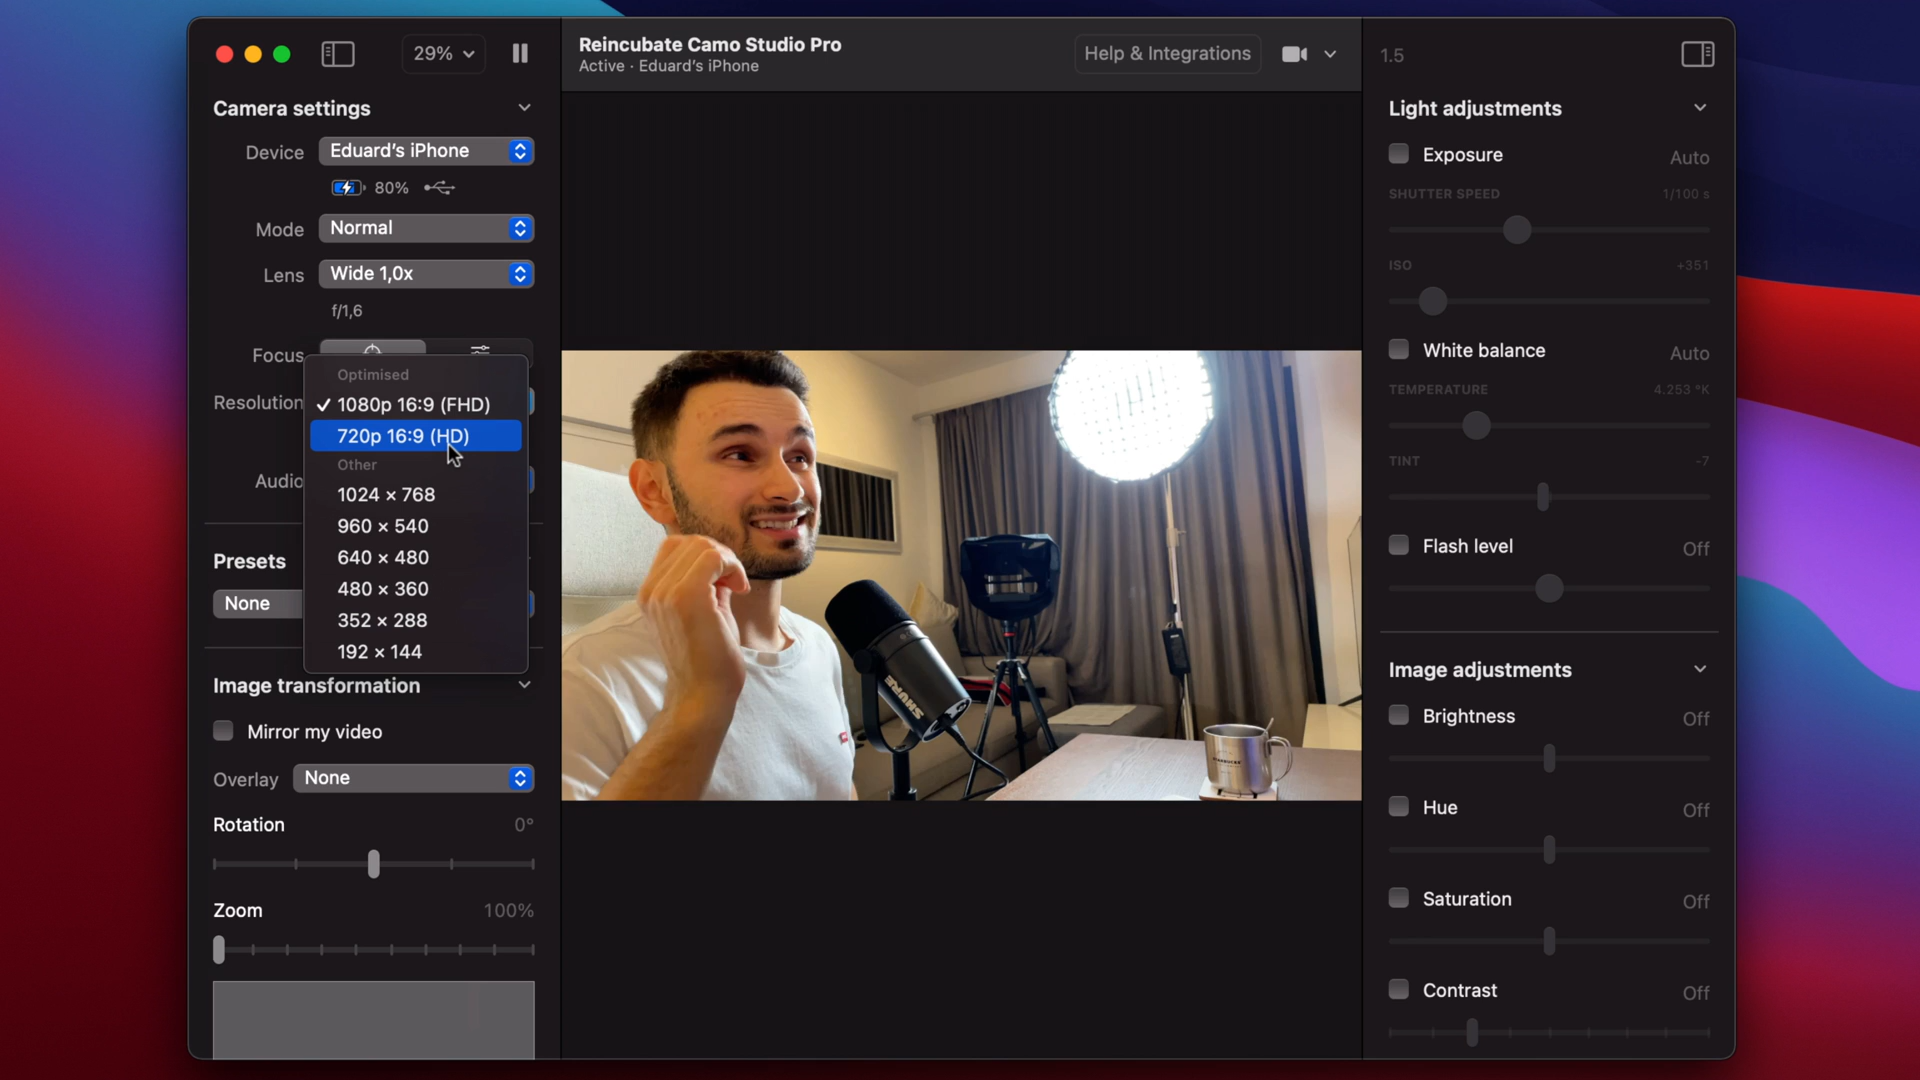 29%
Reincubate Camo Studio Pro
Active · Eduard's iPhone
Help & Integrations
1.5
Camera settings
Device
Eduard's iPhone
80%
Mode
Normal
Lens
Wide 1,0x
f/1,6
Focus
Optimised
Resolution
✓ 1080p 16:9 (FHD)
720p 16:9 (HD)
Other
Audio
1024 × 768
960 × 540
640 × 480
480 × 360
352 × 288
192 × 144
Presets
None
Image transformation
Mirror my video
Overlay
None
Rotation
0°
Zoom
100%
SHURE
STARBUCKS
Light adjustments
Exposure
Auto
SHUTTER SPEED
1/100 s
ISO
+351
White balance
Auto
TEMPERATURE
4.253 °K
TINT
-7
Flash level
Off
Image adjustments
Brightness
Off
Hue
Off
Saturation
Off
Contrast
Off